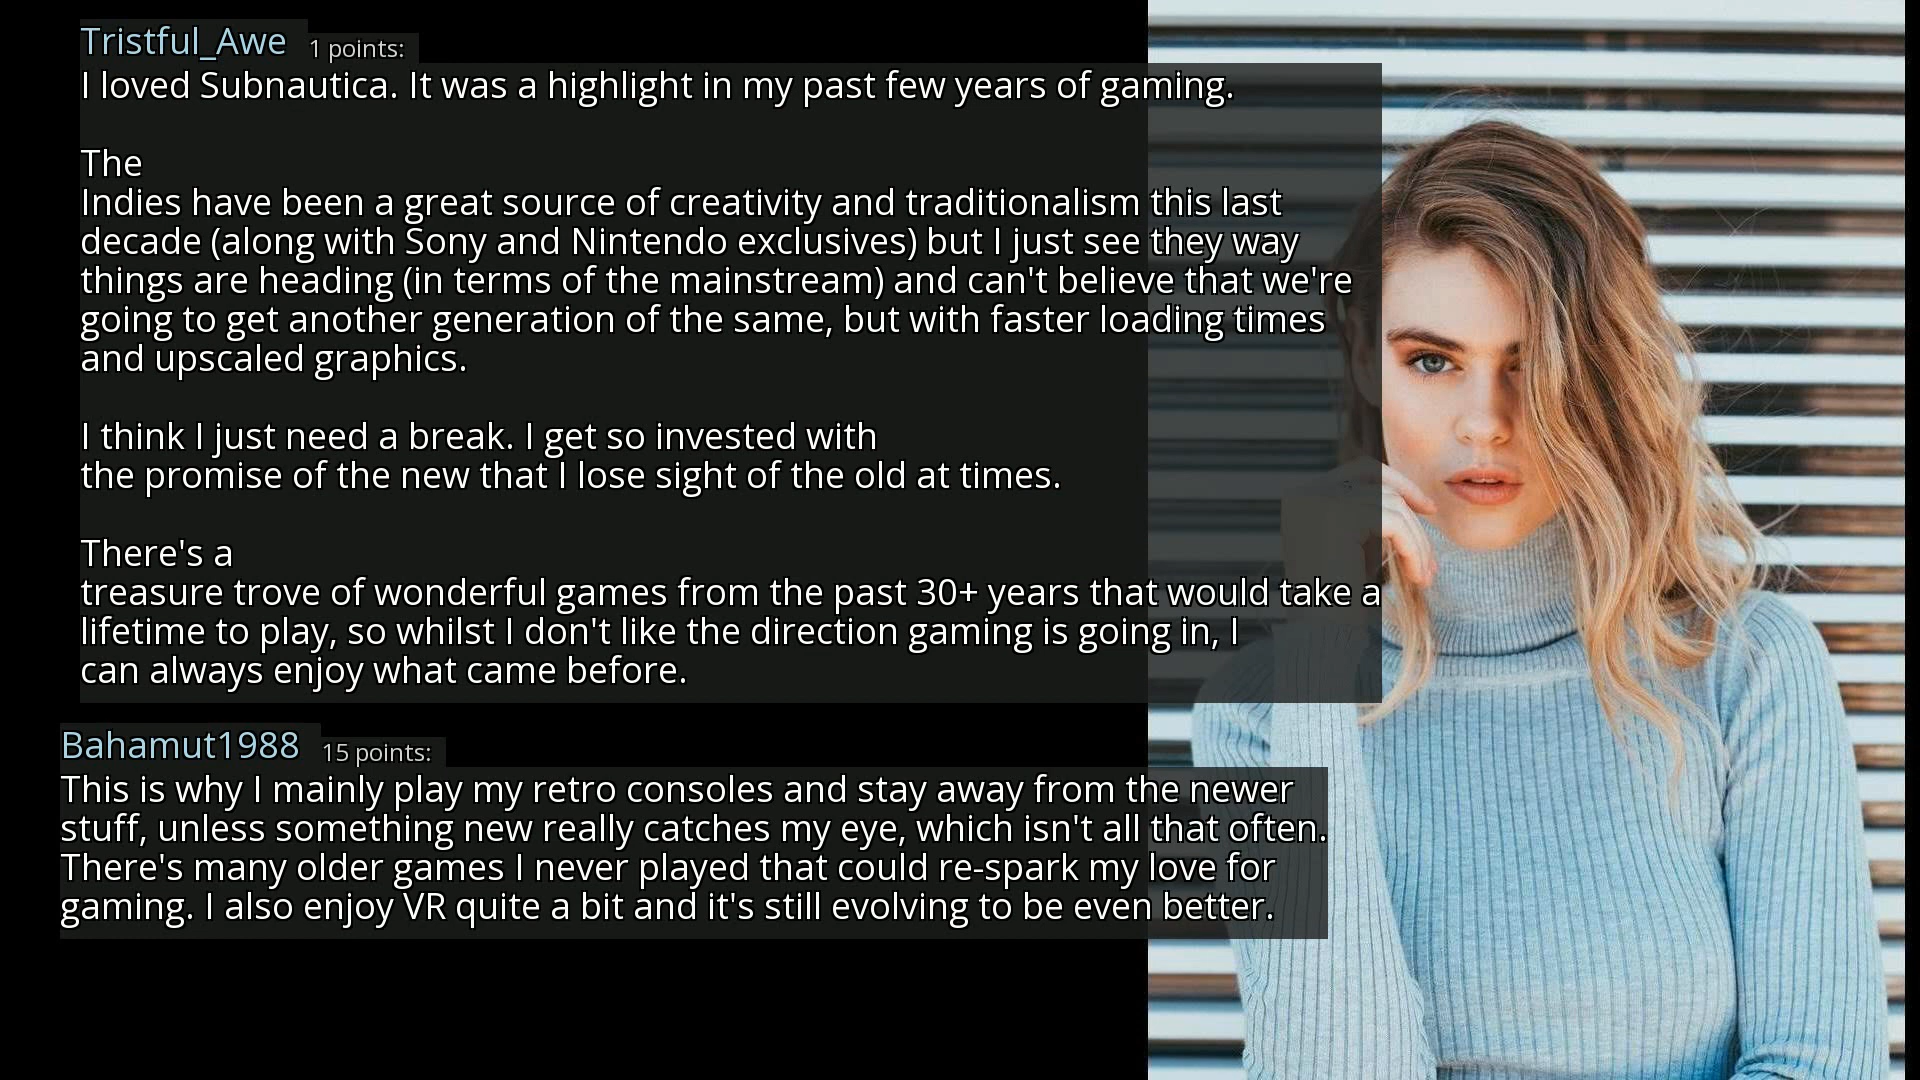 Tristful_Awe 1 points:
I loved Subnautica. It was a highlight in my past few years of gaming.
The
Indies have been a great source of creativity and traditionalism this last
decade (along with Sony and Nintendo exclusives) but I just see they way
things are heading (in terms of the mainstream) and can't believe that we're
going to get another generation of the same, but with faster loading times
and upscaled graphics.
I think I just need a break. I get so invested with
the promise of the new that I lose sight of the old at times.
There's a
treasure trove of wonderful games from the past 30+ years that would take a
lifetime to play, so whilst I don't like the direction gaming is going in, I
can always enjoy what came before.
Bahamut1988 15 points:
This is why I mainly play my retro consoles and stay away from the newer
stuff, unless something new really catches my eye, which isn't all that often.
There's many older games I never played that could re-spark my love for
gaming. I also enjoy VR quite a bit and it's still evolving to be even better.